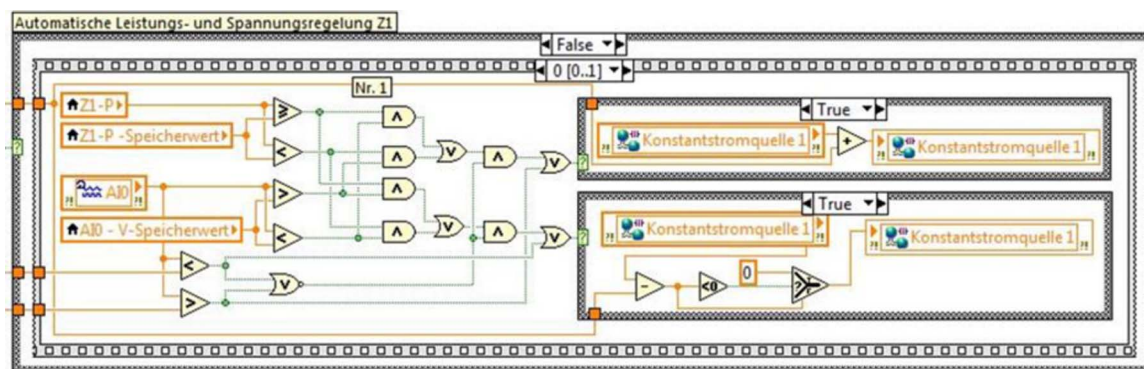 Automatische Leistungs- und Spannungsregelung Z1
False
0 [0..1]
Nr. 1
Z1-P
Z1-P -Speicherwert
AI0
AI0 - V-Speicherwert
≥
<
>
<
<
>
∧
∧
∧
∧
∨
∨
∨
∧
∧
∨
∨
?
?
?
True
?!
Konstantstromquelle 1
?!
+
?!
Konstantstromquelle 1
?!
True
?!
Konstantstromquelle 1
?!
?!
Konstantstromquelle 1
?!
-
<0
0
?